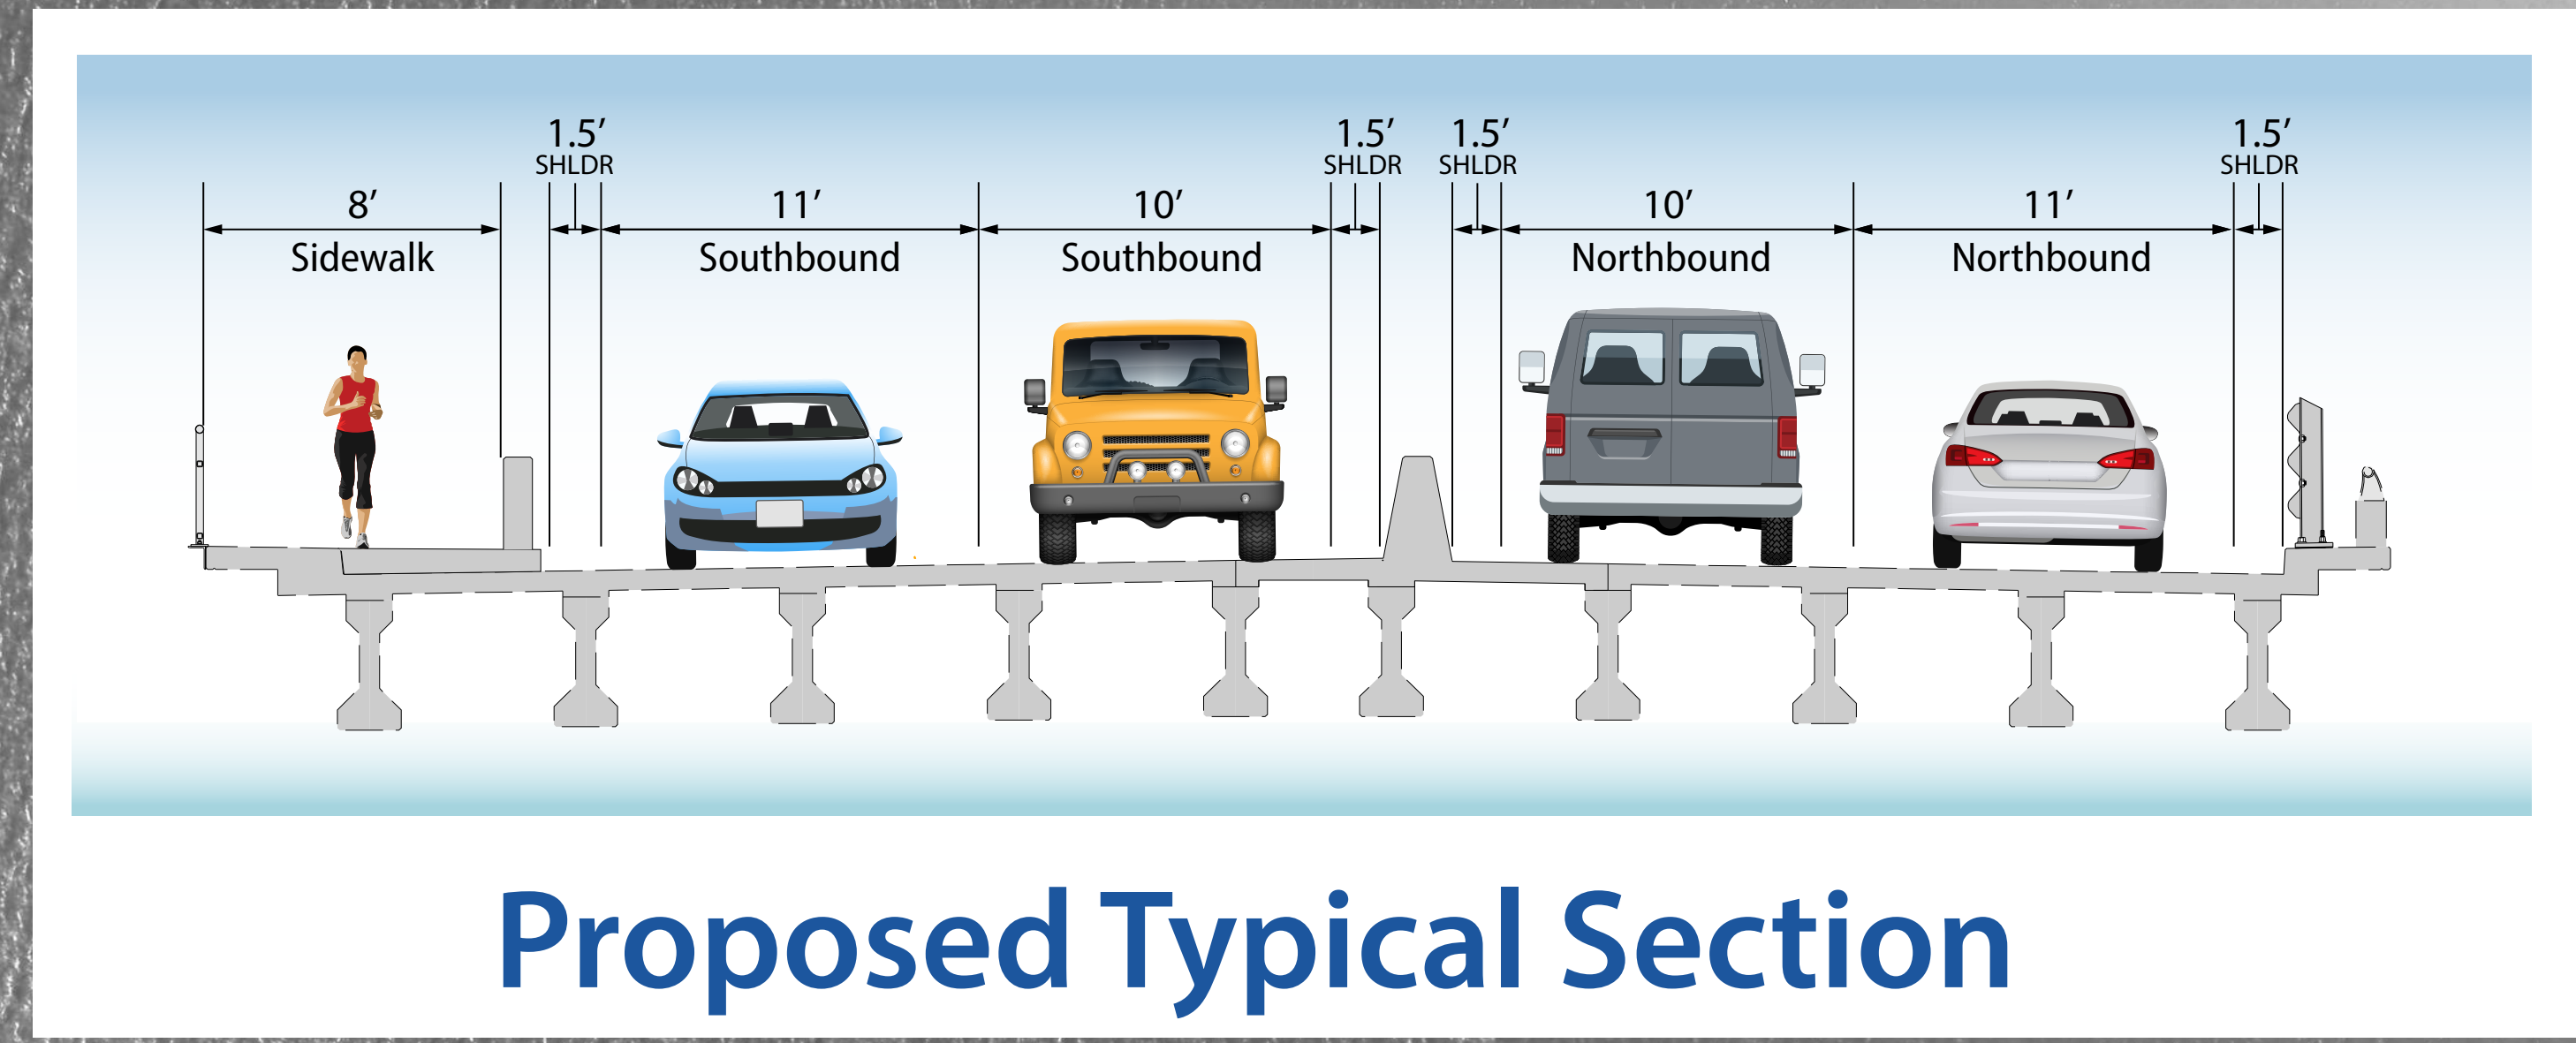 1.5’ 1.5’ 1.5’ 1.5’
SHLDR SHLDR SHLDR SHLDR
8’ 11’ 10’ 10’ 11’
Sidewalk Southbound Southbound Northbound Northbound
Proposed Typical Section